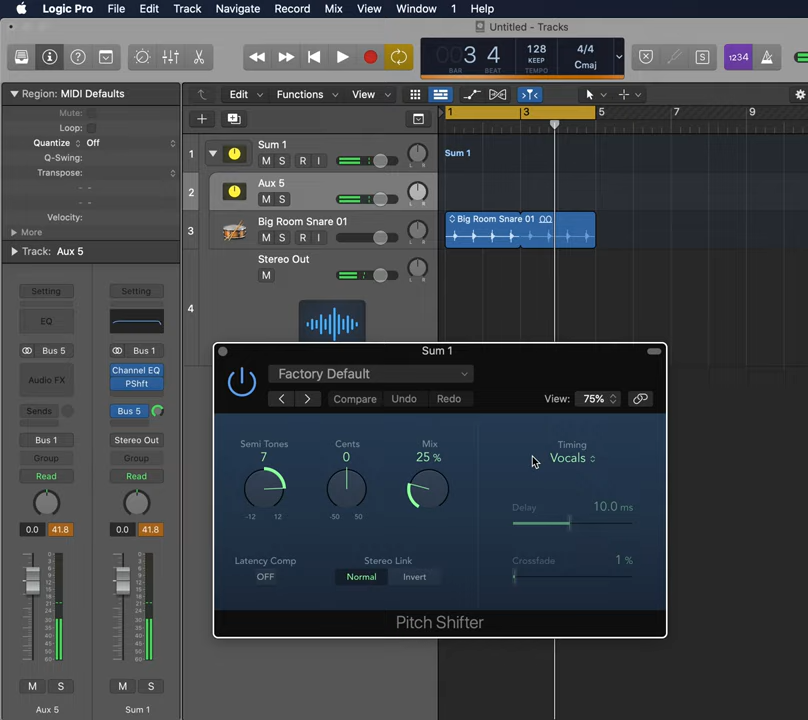 Logic Pro File Edit Track Navigate Record Mix View Window 1 Help
Untitled - Tracks
003 4
BAR BEAT
128
KEEP
TEMPO
4/4
Cmaj
S
1234
Region: MIDI Defaults
Mute:
Loop:
Quantize Off
Q-Swing:
Transpose:
Velocity:
More
Track: Aux 5
Edit Functions View
1 3 5 7 9
1 Sum 1
M S R I
L R
2 Aux 5
M S
L R
3 Big Room Snare 01
M S R I
L R
4 Stereo Out
M
L R
Sum 1
Big Room Snare 01
Setting Setting
EQ
Bus 5 Bus 1
Audio FX Channel EQ
PShft
Sends Bus 5
Bus 1 Stereo Out
Group Group
Read Read
0.0 41.8 0.0 41.8
M S M S
Aux 5 Sum 1
Sum 1
Factory Default
Compare Undo Redo View: 75%
Semi Tones Cents Mix Timing
7 0 25 % Vocals
-12 12 -50 50
Delay 10.0 ms
Latency Comp Stereo Link Crossfade 1 %
OFF Normal Invert
Pitch Shifter